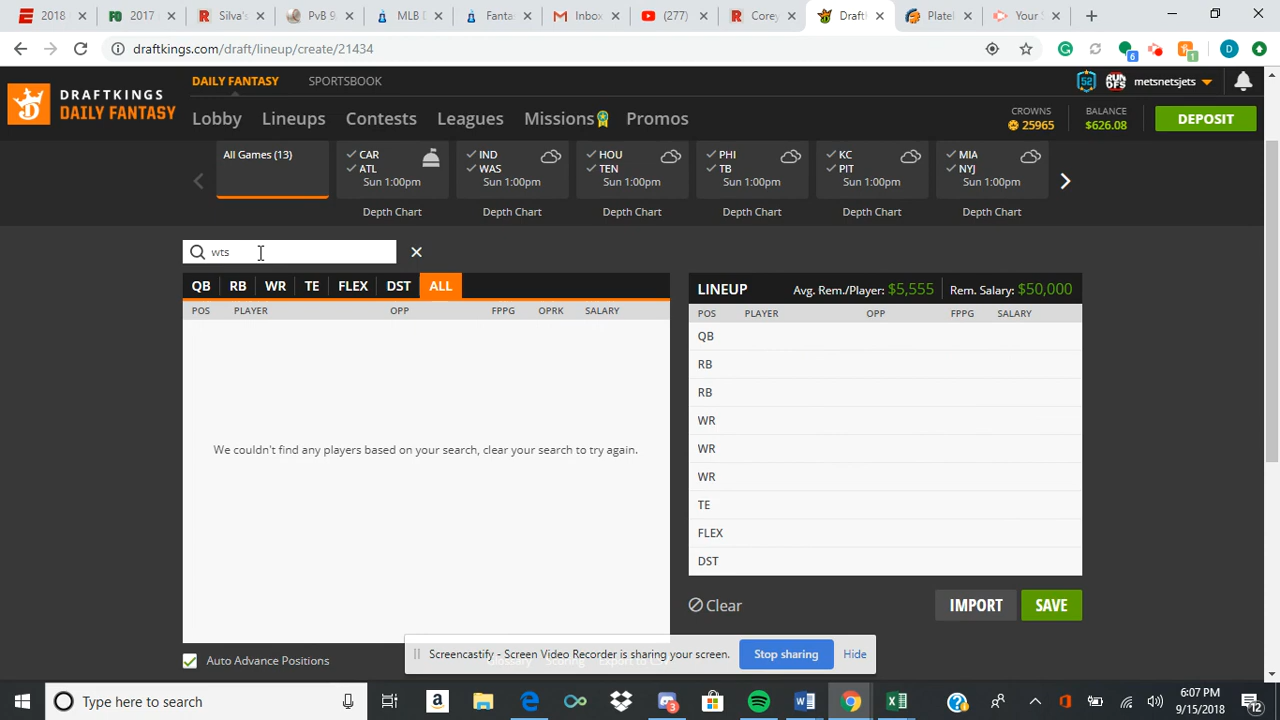 2018
2017
Silva's
PvB 9
MLB D
Fanta
Inbox
(277)
Corey
Draft
Plate
Your S
draftkings.com/draft/lineup/create/21434
6
1
D
DRAFTKINGS
DAILY FANTASY
DAILY FANTASY
SPORTSBOOK
52
metsnetsjets
Lobby
Lineups
Contests
Leagues
Missions
Promos
CROWNS
25965
BALANCE
$626.08
DEPOSIT
All Games (13)
CAR
ATL
Sun 1:00pm
IND
WAS
Sun 1:00pm
HOU
TEN
Sun 1:00pm
PHI
TB
Sun 1:00pm
KC
PIT
Sun 1:00pm
MIA
NYJ
Sun 1:00pm
Depth Chart
Depth Chart
Depth Chart
Depth Chart
Depth Chart
Depth Chart
wts
QB RB WR TE FLEX DST ALL
POS PLAYER OPP FPPG OPRK SALARY
We couldn't find any players based on your search, clear your search to try again.
LINEUP Avg. Rem./Player: $5,555 Rem. Salary: $50,000
POS PLAYER OPP FPPG SALARY
QB
RB
RB
WR
WR
WR
TE
FLEX
DST
Clear
IMPORT
SAVE
Auto Advance Positions
Screencastify - Screen Video Recorder is sharing your screen.
Stop sharing
Hide
Type here to search
3
6:07 PM
9/15/2018
12